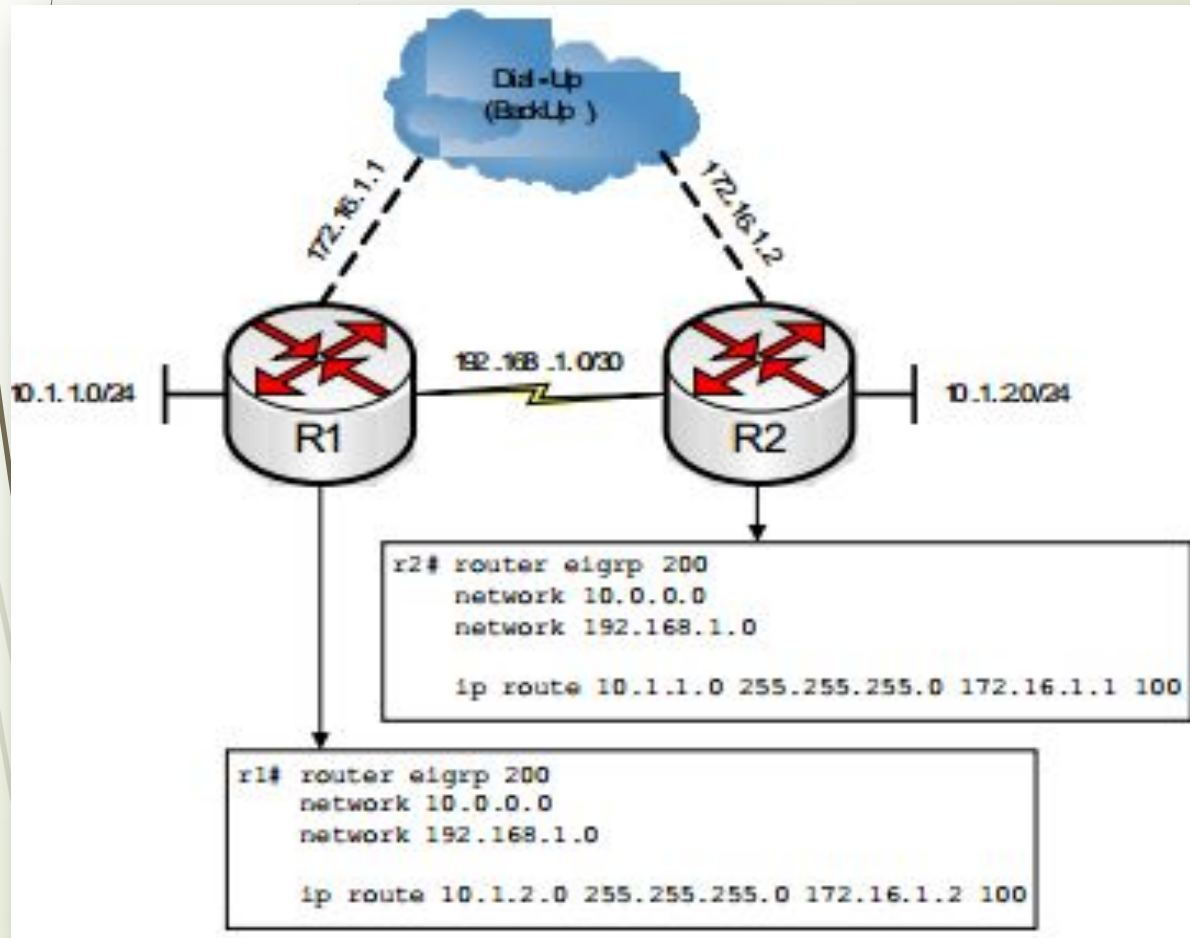 Dial-Up
(BackUp )
172.16.1.1
172.16.1.2
192.168 .1.0/30
10.1.1.0/24
10.1.2.0/24
R1
R2
r2# router eigrp 200
network 10.0.0.0
network 192.168.1.0
ip route 10.1.1.0 255.255.255.0 172.16.1.1 100
r1# router eigrp 200
network 10.0.0.0
network 192.168.1.0
ip route 10.1.2.0 255.255.255.0 172.16.1.2 100